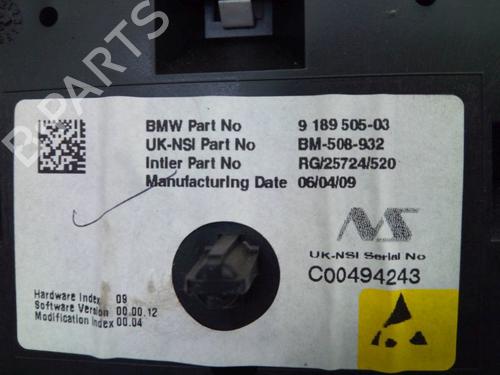 BMW Part No 9 189 505-03
UK-NSI Part No BM-508-932
Intler Part No RG/25724/520
Manufacturing Date 06/04/09
NS
UK-NSI Serial No
C00494243
Hardware Index 09
Software Version 00.00.12
Modification Index 00.04
B-PARTS